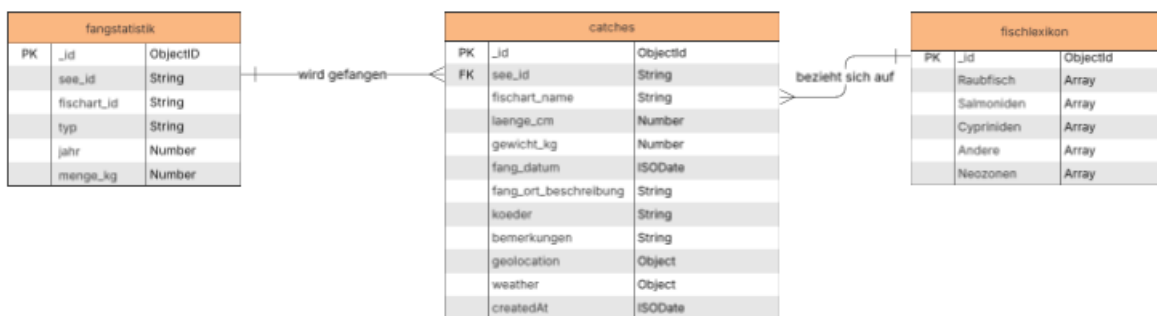 fangstatistik
PK _id ObjectID
see_id String
fischart_id String
typ String
jahr Number
menge_kg Number
wird gefangen
catches
PK _id ObjectId
FK see_id String
fischart_name String
laenge_cm Number
gewicht_kg Number
fang_datum ISODate
fang_ort_beschreibung String
koeder String
bemerkungen String
geolocation Object
weather Object
createdAt ISODate
bezieht sich auf
fischlexikon
PK _id ObjectId
Raubfisch Array
Salmoniden Array
Cypriniden Array
Andere Array
Neozonen Array